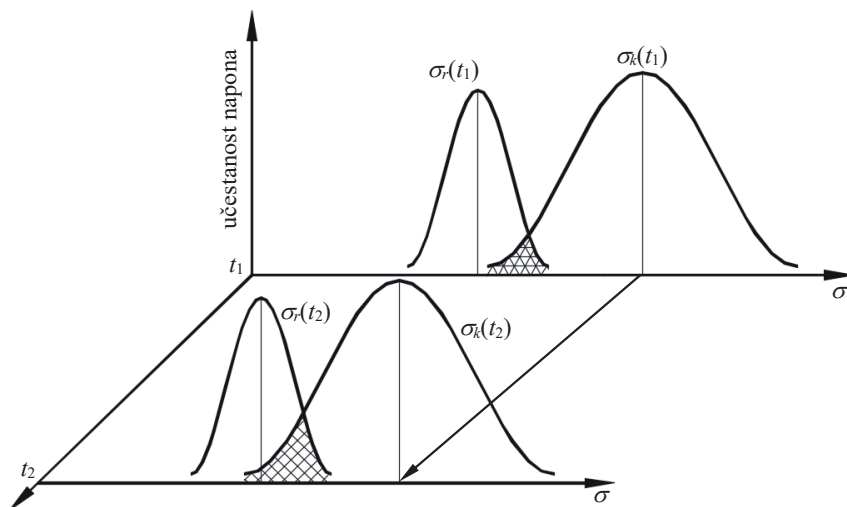 učestanost napona
σr(t1)
σk(t1)
t1
σ
σr(t2)
σk(t2)
t2
σ